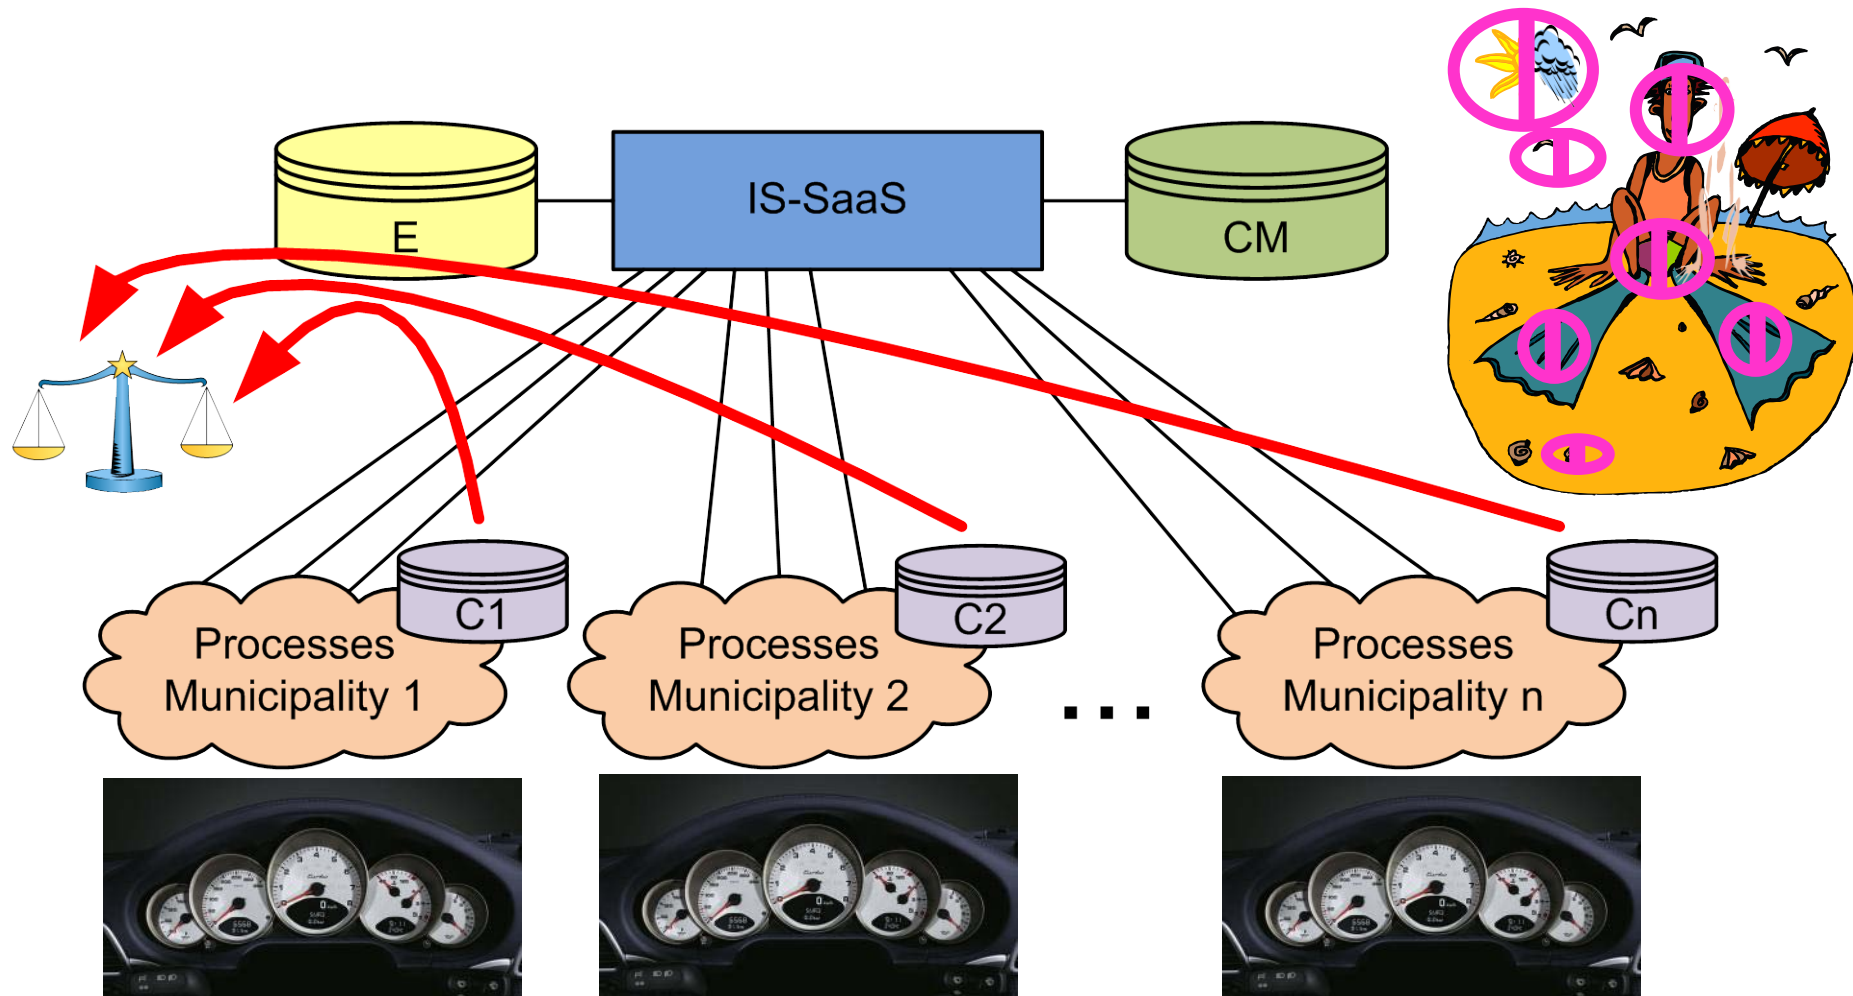 IS-SaaS
E
CM
C1
C2
Cn
Processes
Municipality 1
Processes
Municipality 2
...
Processes
Municipality n